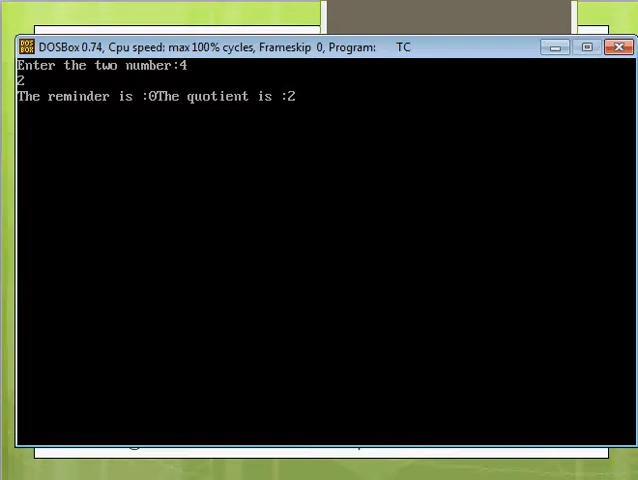 DOSBox 0.74, Cpu speed: max 100% cycles, Frameskip 0, Program: TC
Enter the two number:4
2
The reminder is :0The quotient is :2